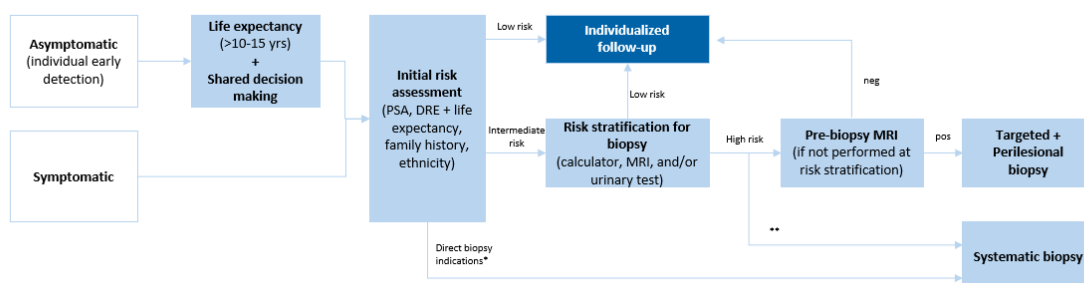 Asymptomatic
(individual early
detection)
Symptomatic
Life expectancy
(>10-15 yrs)
+
Shared decision
making
Initial risk
assessment
(PSA, DRE + life
expectancy,
family history,
ethnicity)
Low risk
Individualized
follow-up
Low risk
Intermediate
risk
Risk stratification for
biopsy
(calculator, MRI, and/or
urinary test)
High risk
neg
Pre-biopsy MRI
(if not performed at
risk stratification)
pos
Targeted +
Perilesional
biopsy
**
Direct biopsy
indications*
Systematic biopsy